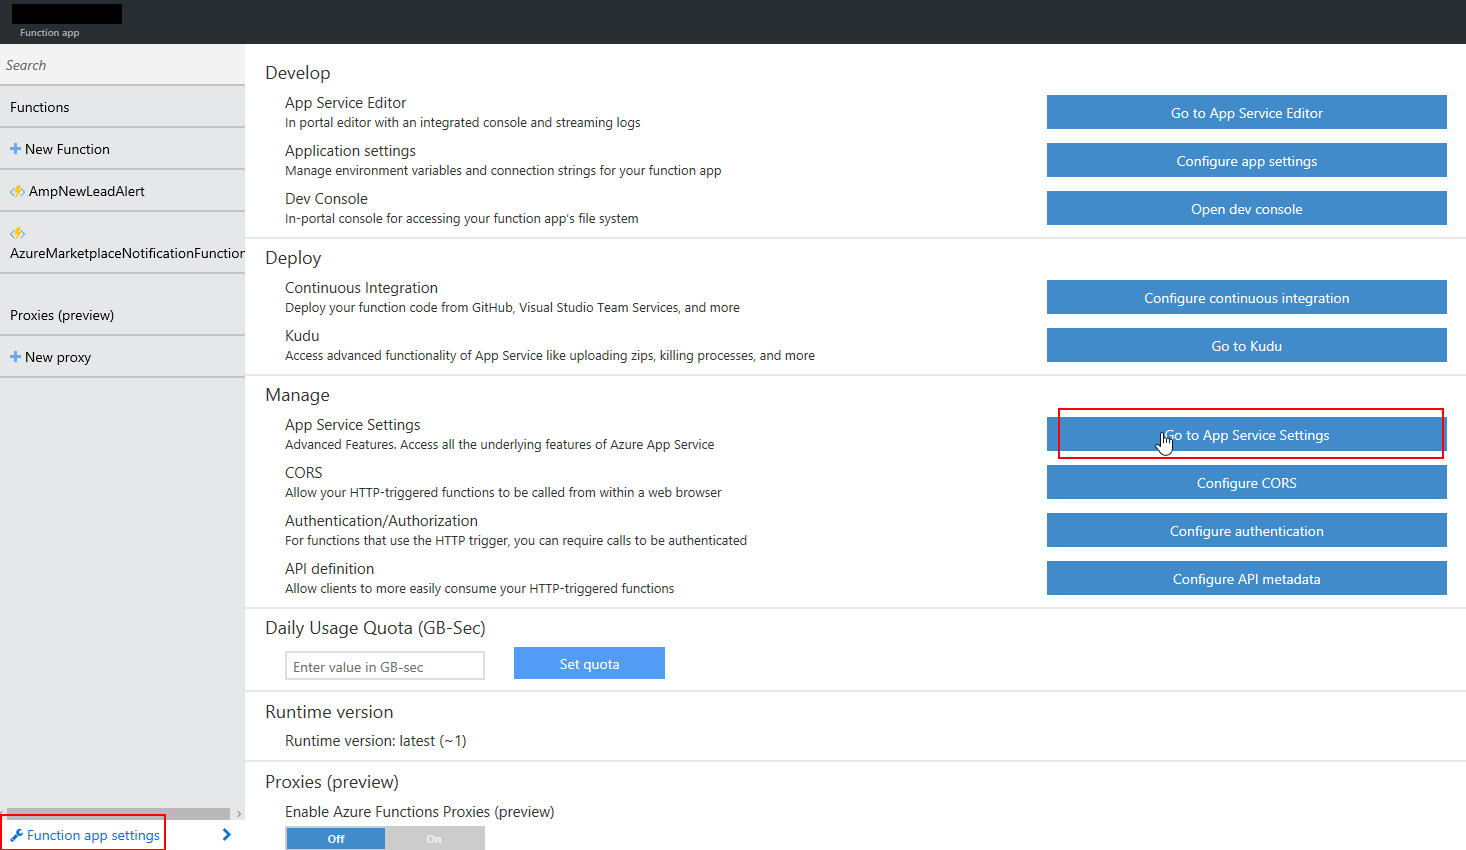 Function app
Search
Functions
New Function
AmpNewLeadAlert
AzureMarketplaceNotificationFunction
Proxies (preview)
New proxy
Function app settings
Develop
App Service Editor
In portal editor with an integrated console and streaming logs
Go to App Service Editor
Application settings
Manage environment variables and connection strings for your function app
Configure app settings
Dev Console
In-portal console for accessing your function app's file system
Open dev console
Deploy
Continuous Integration
Deploy your function code from GitHub, Visual Studio Team Services, and more
Configure continuous integration
Kudu
Access advanced functionality of App Service like uploading zips, killing processes, and more
Go to Kudu
Manage
App Service Settings
Advanced Features. Access all the underlying features of Azure App Service
Go to App Service Settings
CORS
Allow your HTTP-triggered functions to be called from within a web browser
Configure CORS
Authentication/Authorization
For functions that use the HTTP trigger, you can require calls to be authenticated
Configure authentication
API definition
Allow clients to more easily consume your HTTP-triggered functions
Configure API metadata
Daily Usage Quota (GB-Sec)
Enter value in GB-sec
Set quota
Runtime version
Runtime version: latest (~1)
Proxies (preview)
Enable Azure Functions Proxies (preview)
Off
On